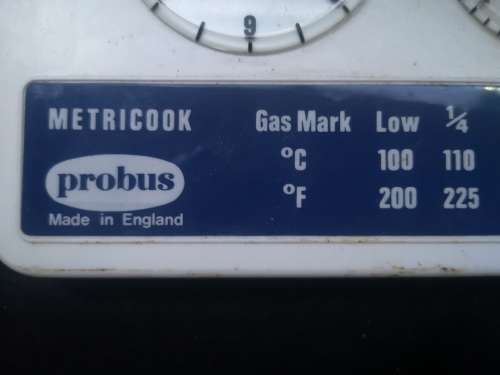 9
METRICOOK Gas Mark Low 1/4
°C 100 110
probus
°F 200 225
Made in England